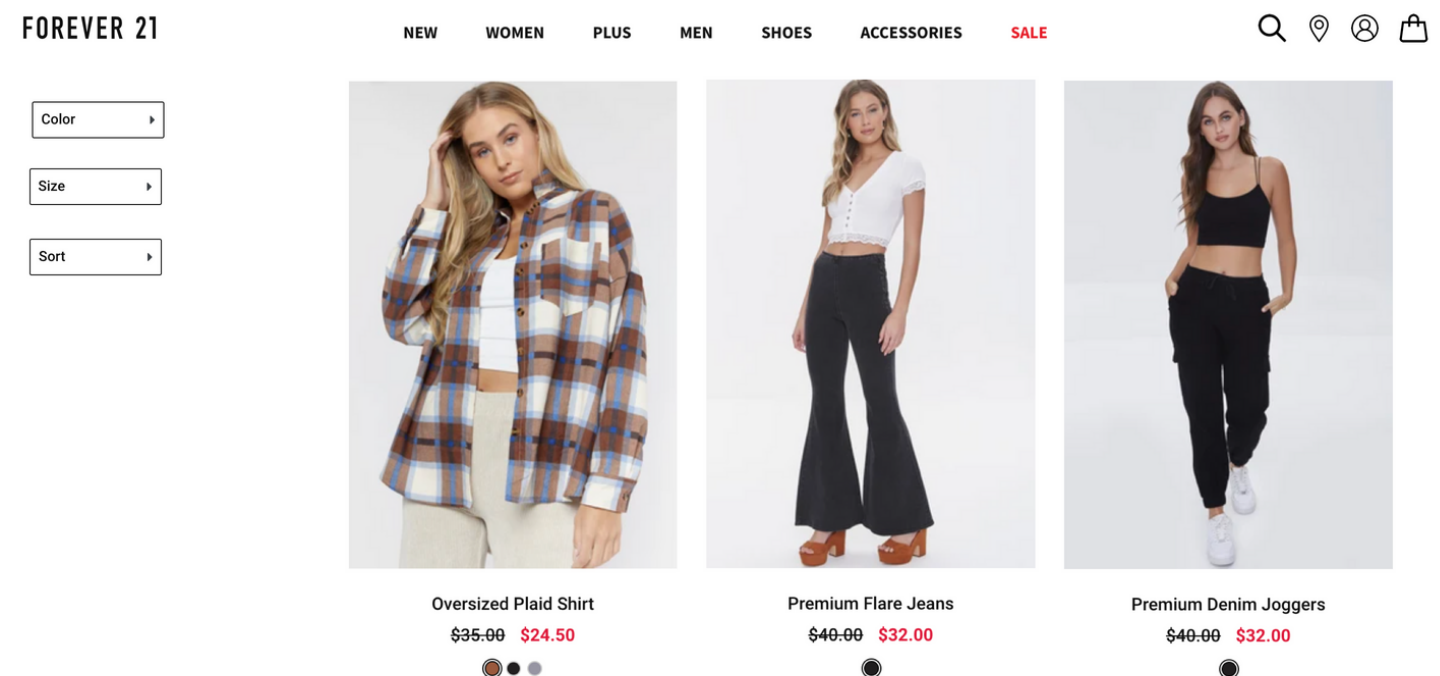 FOREVER 21
NEW WOMEN PLUS MEN SHOES ACCESSORIES SALE
Color
Size
Sort
Oversized Plaid Shirt
$35.00 $24.50
Premium Flare Jeans
$40.00 $32.00
Premium Denim Joggers
$40.00 $32.00